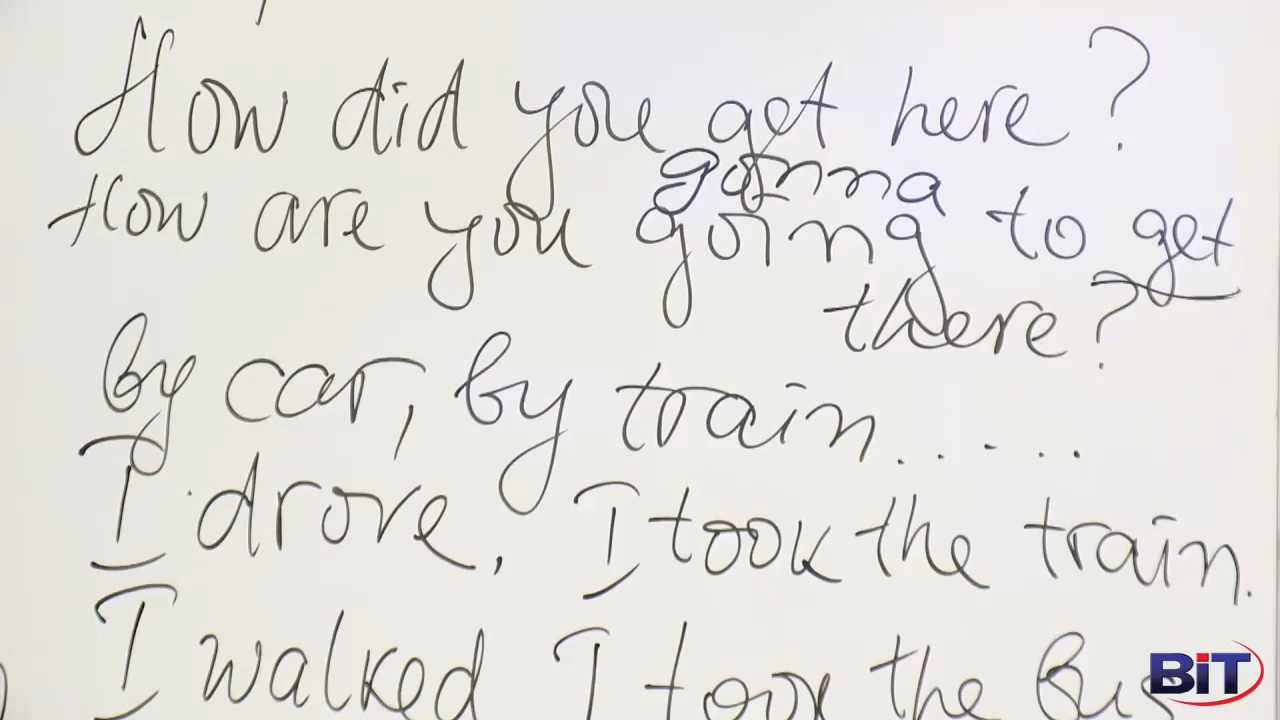 How did you get here?
gonna
How are you going to get
there?
by car, by train.....
I drove, I took the train.
I walked I took the Bus
BiT